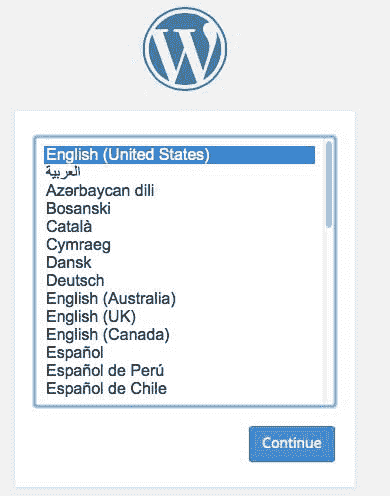 English (United States)
العربية
Azərbaycan dili
Bosanski
Català
Cymraeg
Dansk
Deutsch
English (Australia)
English (UK)
English (Canada)
Español
Español de Perú
Español de Chile
Continue